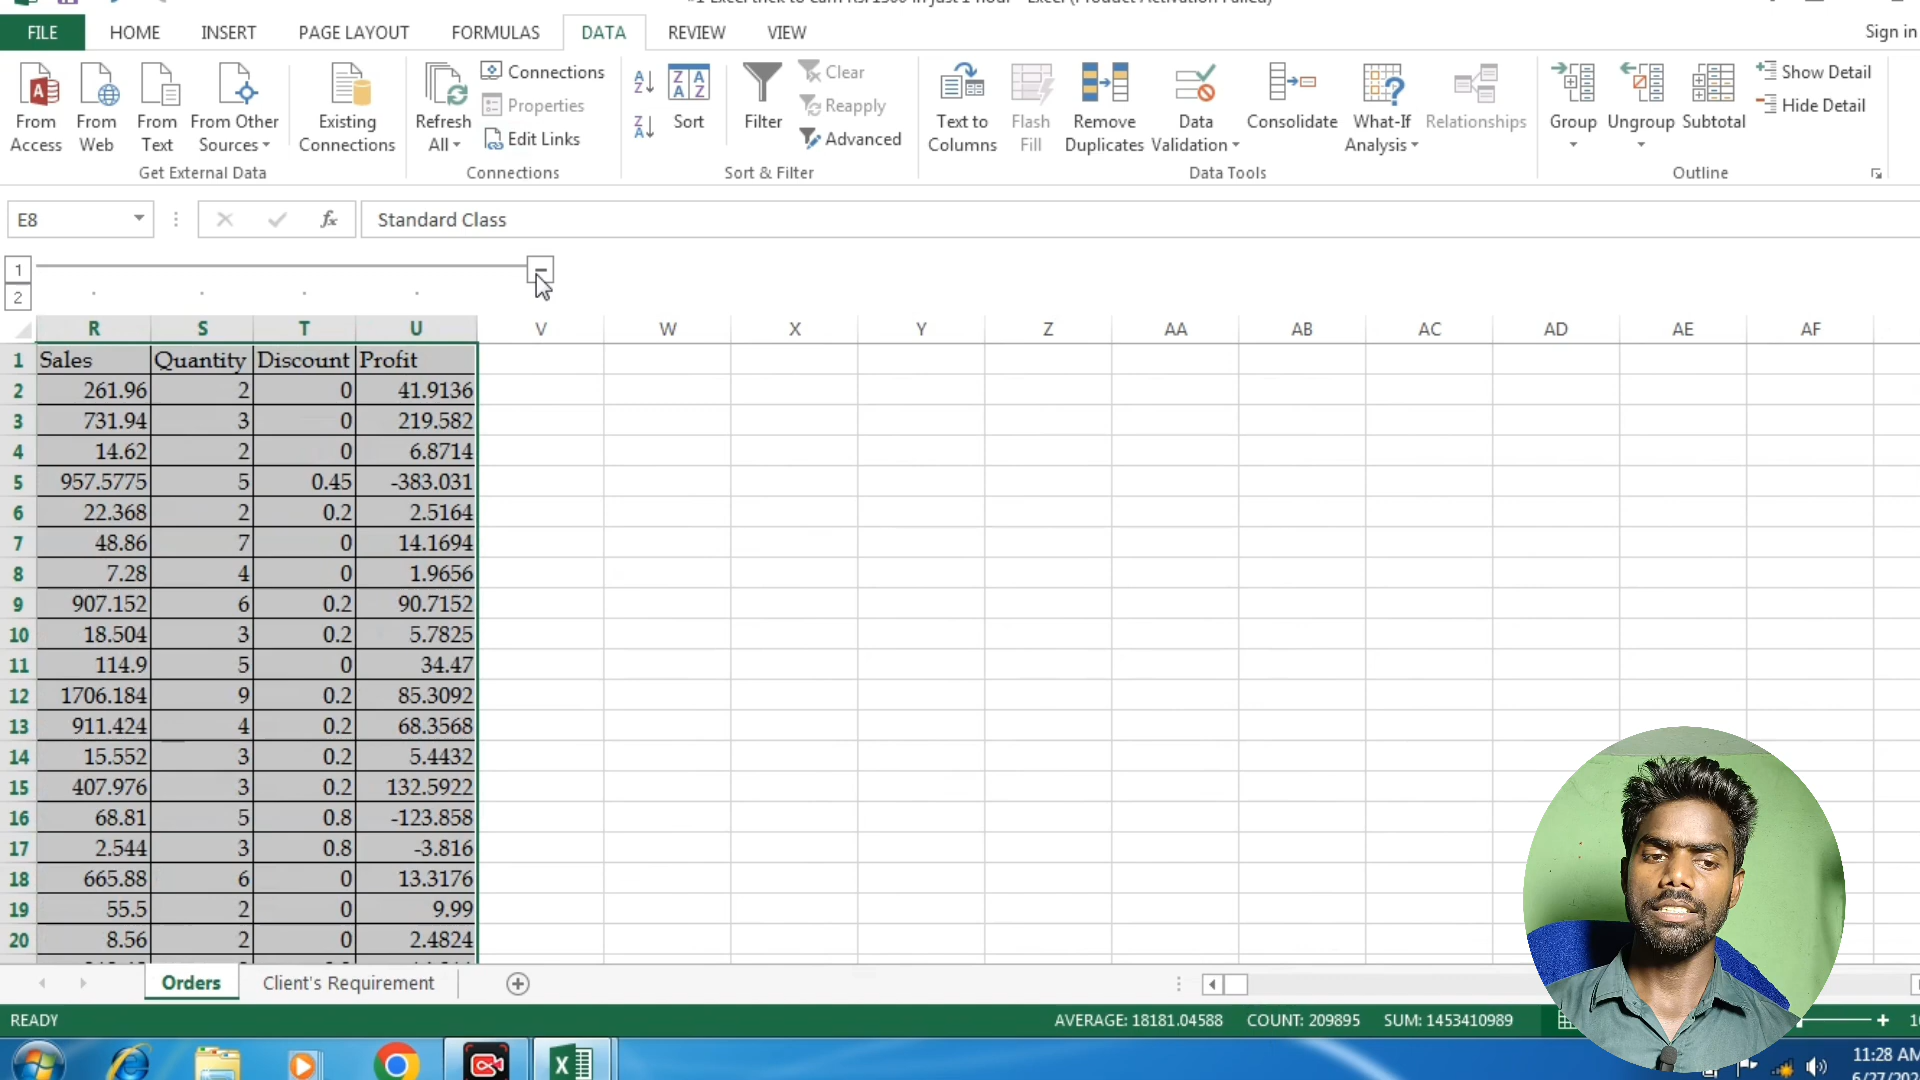 FILE HOME INSERT PAGE LAYOUT FORMULAS DATA REVIEW VIEW Sign in
From Access From Web From Text From Other Sources Existing Connections Refresh All Connections Properties Edit Links Sort Filter Clear Reapply Advanced Text to Columns Flash Fill Remove Duplicates Data Validation Consolidate What-If Analysis Relationships Group Ungroup Subtotal Show Detail Hide Detail
Get External Data Connections Sort & Filter Data Tools Outline
E8 fx Standard Class
1
2
R S T U V W X Y Z AA AB AC AD AE AF
1 Sales Quantity Discount Profit
2 261.96 2 0 41.9136
3 731.94 3 0 219.582
4 14.62 2 0 6.8714
5 957.5775 5 0.45 -383.031
6 22.368 2 0.2 2.5164
7 48.86 7 0 14.1694
8 7.28 4 0 1.9656
9 907.152 6 0.2 90.7152
10 18.504 3 0.2 5.7825
11 114.9 5 0 34.47
12 1706.184 9 0.2 85.3092
13 911.424 4 0.2 68.3568
14 15.552 3 0.2 5.4432
15 407.976 3 0.2 132.5922
16 68.81 5 0.8 -123.858
17 2.544 3 0.8 -3.816
18 665.88 6 0 13.3176
19 55.5 2 0 9.99
20 8.56 2 0 2.4824
Orders Client's Requirement
READY AVERAGE: 18181.04588 COUNT: 209895 SUM: 1453410989
11:28 AM